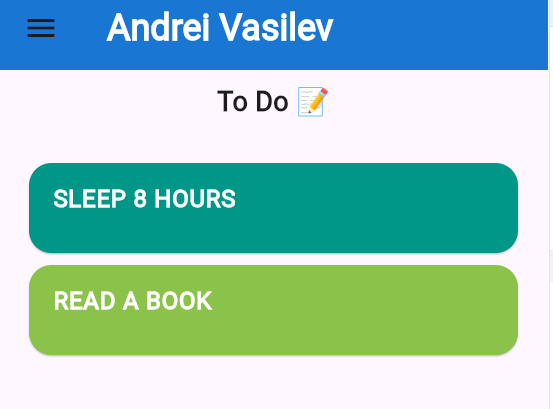 Andrei Vasilev
To Do 📝
SLEEP 8 HOURS
READ A BOOK